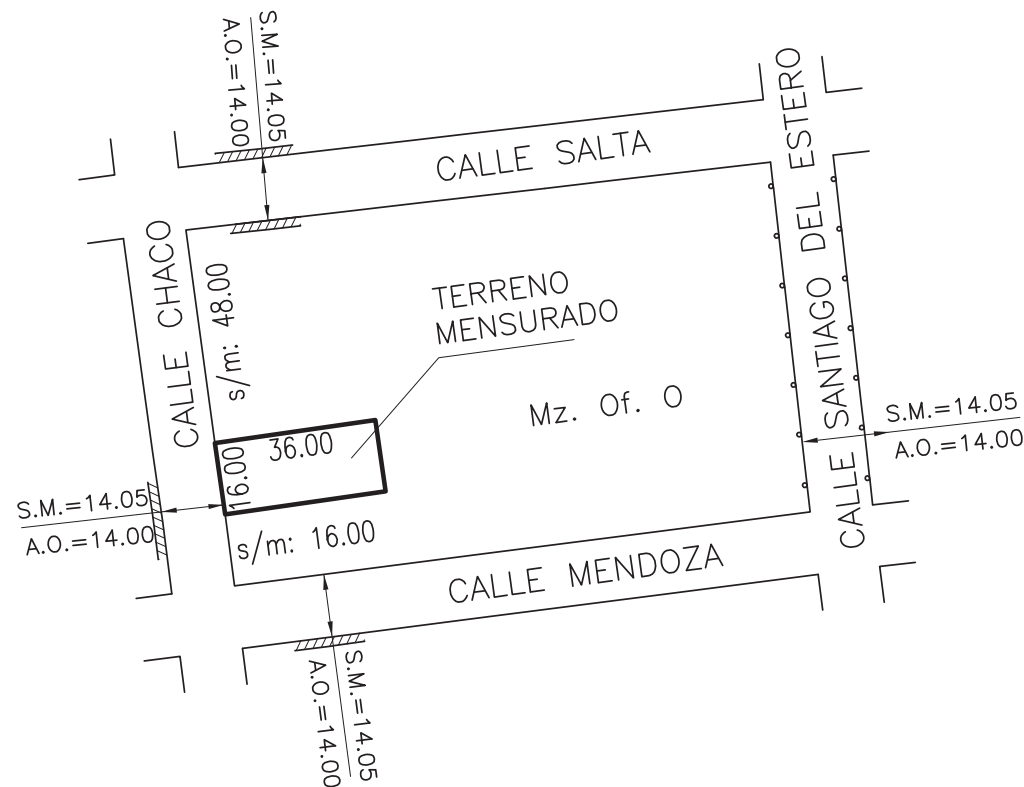 S.M.=14.05
A.O.=14.00
CALLE SALTA
CALLE SANTIAGO DEL ESTERO
CALLE CHACO
s/m: 48.00
TERRENO
MENSURADO
Mz. Of. O
36.00
16.00
s/m: 16.00
S.M.=14.05
A.O.=14.00
S.M.=14.05
A.O.=14.00
CALLE MENDOZA
S.M.=14.05
A.O.=14.00